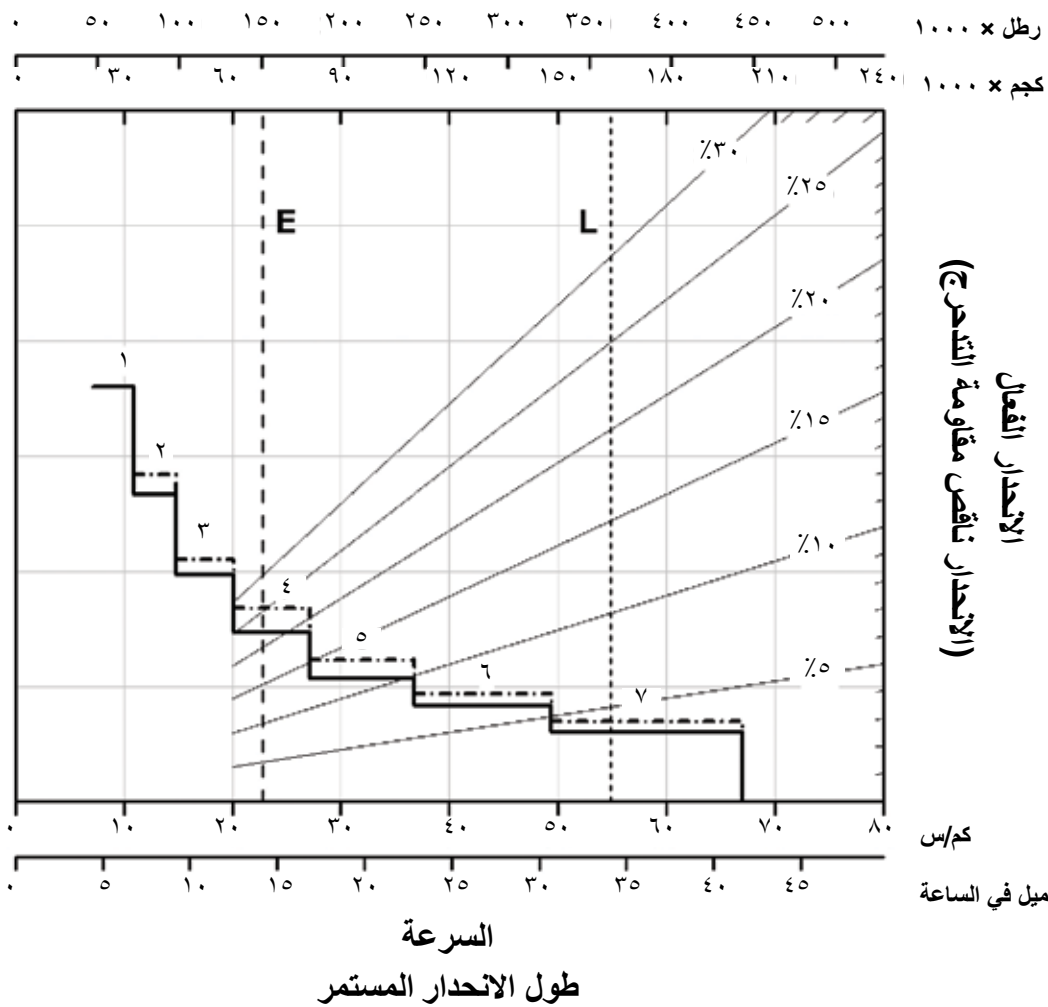 ٠ ٥٠ ١٠٠ ١٥٠ ٢٠٠ ٢٥٠ ٣٠٠ ٣٥٠ ٤٠٠ ٤٥٠ ٥٠٠ رطل × ١٠٠٠
٠ ٣٠ ٦٠ ٩٠ ١٢٠ ١٥٠ ١٨٠ ٢١٠ ٢٤٠ كجم × ١٠٠٠
٪٣٠
٪٢٥
E
L
٪٢٠
١
٪١٥
٢
٣
٪١٠
٤
٥
٦
٧
٪٥
الانحدار الفعال
(الانحدار ناقص مقاومة التدحرج)
٠ ١٠ ٢٠ ٣٠ ٤٠ ٥٠ ٦٠ ٧٠ ٨٠ كم/س
٠ ٥ ١٠ ١٥ ٢٠ ٢٥ ٣٠ ٣٥ ٤٠ ٤٥ ميل في الساعة
السرعة
طول الانحدار المستمر